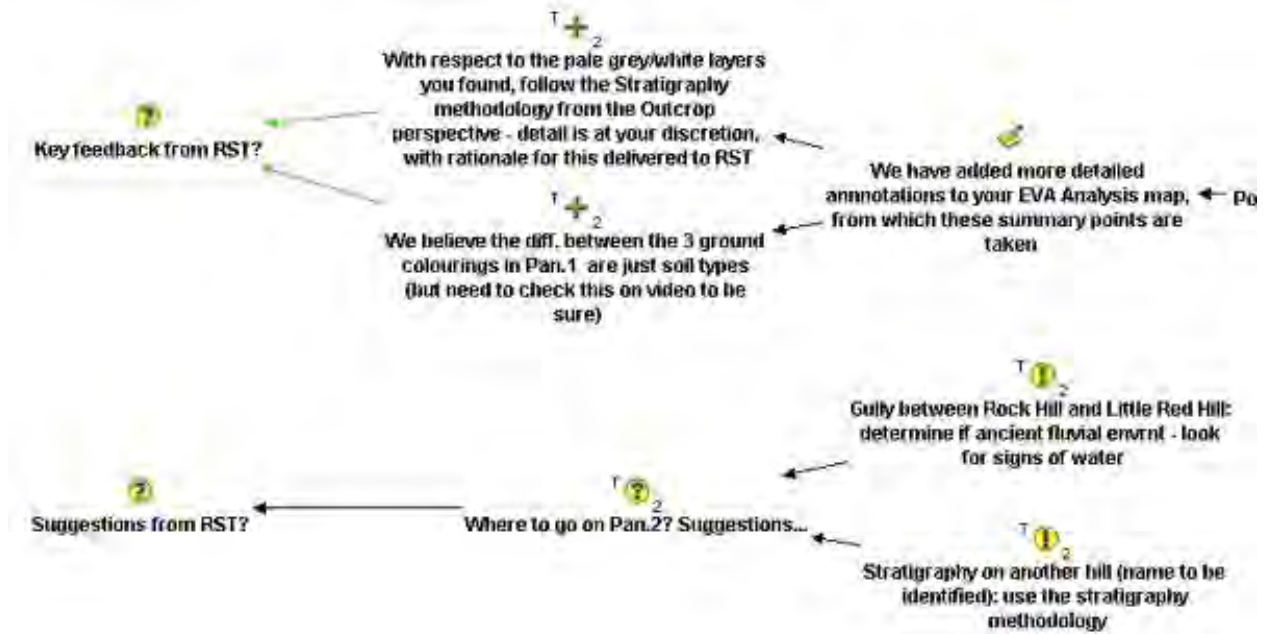 T
2
With respect to the pale grey/white layers
you found, follow the Stratigraphy
methodology from the Outcrop
perspective - detail is at your discretion,
with rationale for this delivered to RST
?
Key feedback from RST?
We have added more detailed
annnotations to your EVA Analysis map,
from which these summary points are
taken
Po
T
2
We believe the diff. between the 3 ground
colourings in Pan.1 are just soil types
(but need to check this on video to be
sure)
T
!
2
Gully between Rock Hill and Little Red Hill:
determine if ancient fluvial envrnt - look
for signs of water
?
Suggestions from RST?
T
?
2
Where to go on Pan.2? Suggestions...
T
!
2
Stratigraphy on another hill (name to be
identified): use the stratigraphy
methodology